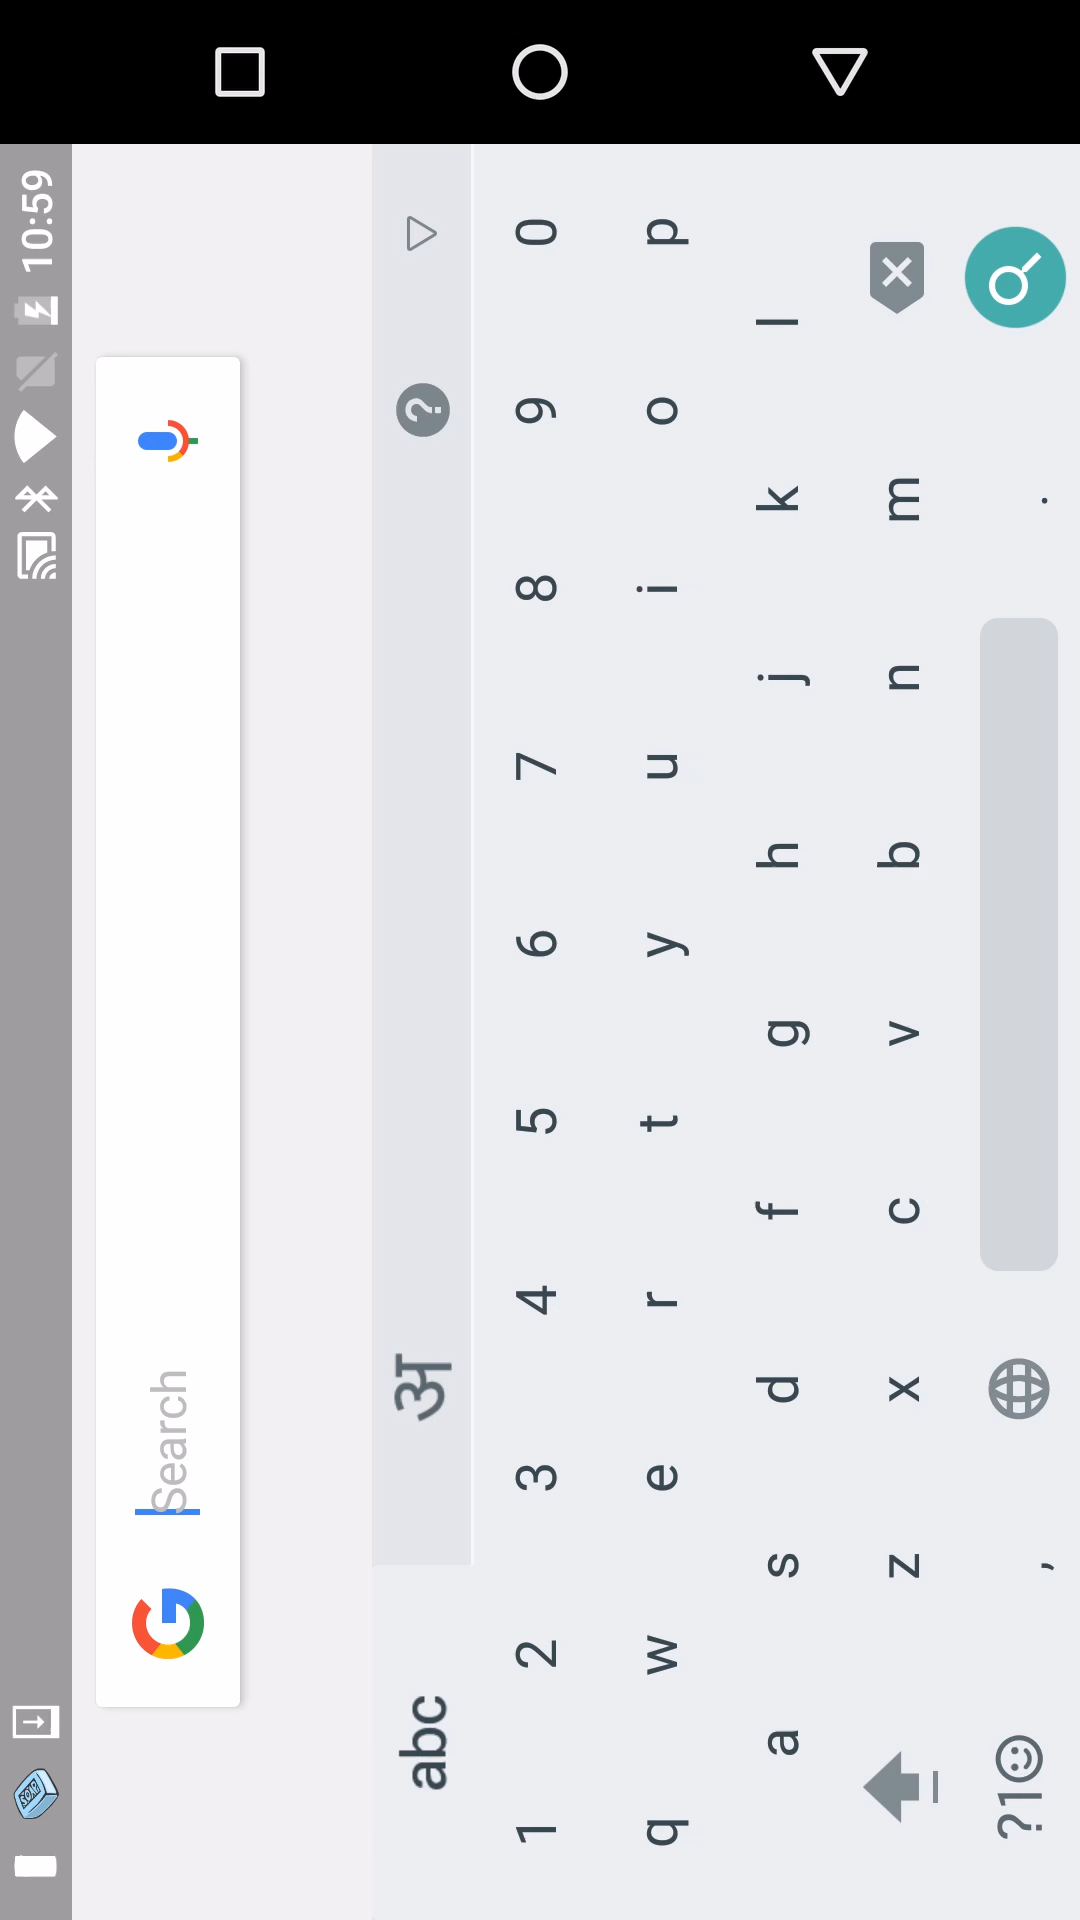 10:59
Search
abc अ ?
1 2 3 4 5 6 7 8 9 0
q w e r t y u i o p
a s d f g h j k l
z x c v b n m
?1☺ , .